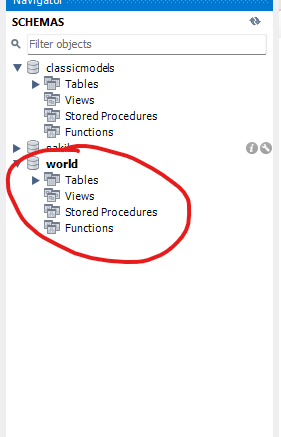 Navigator
SCHEMAS
Filter objects
classicmodels
Tables
Views
Stored Procedures
Functions
world
Tables
Views
Stored Procedures
Functions